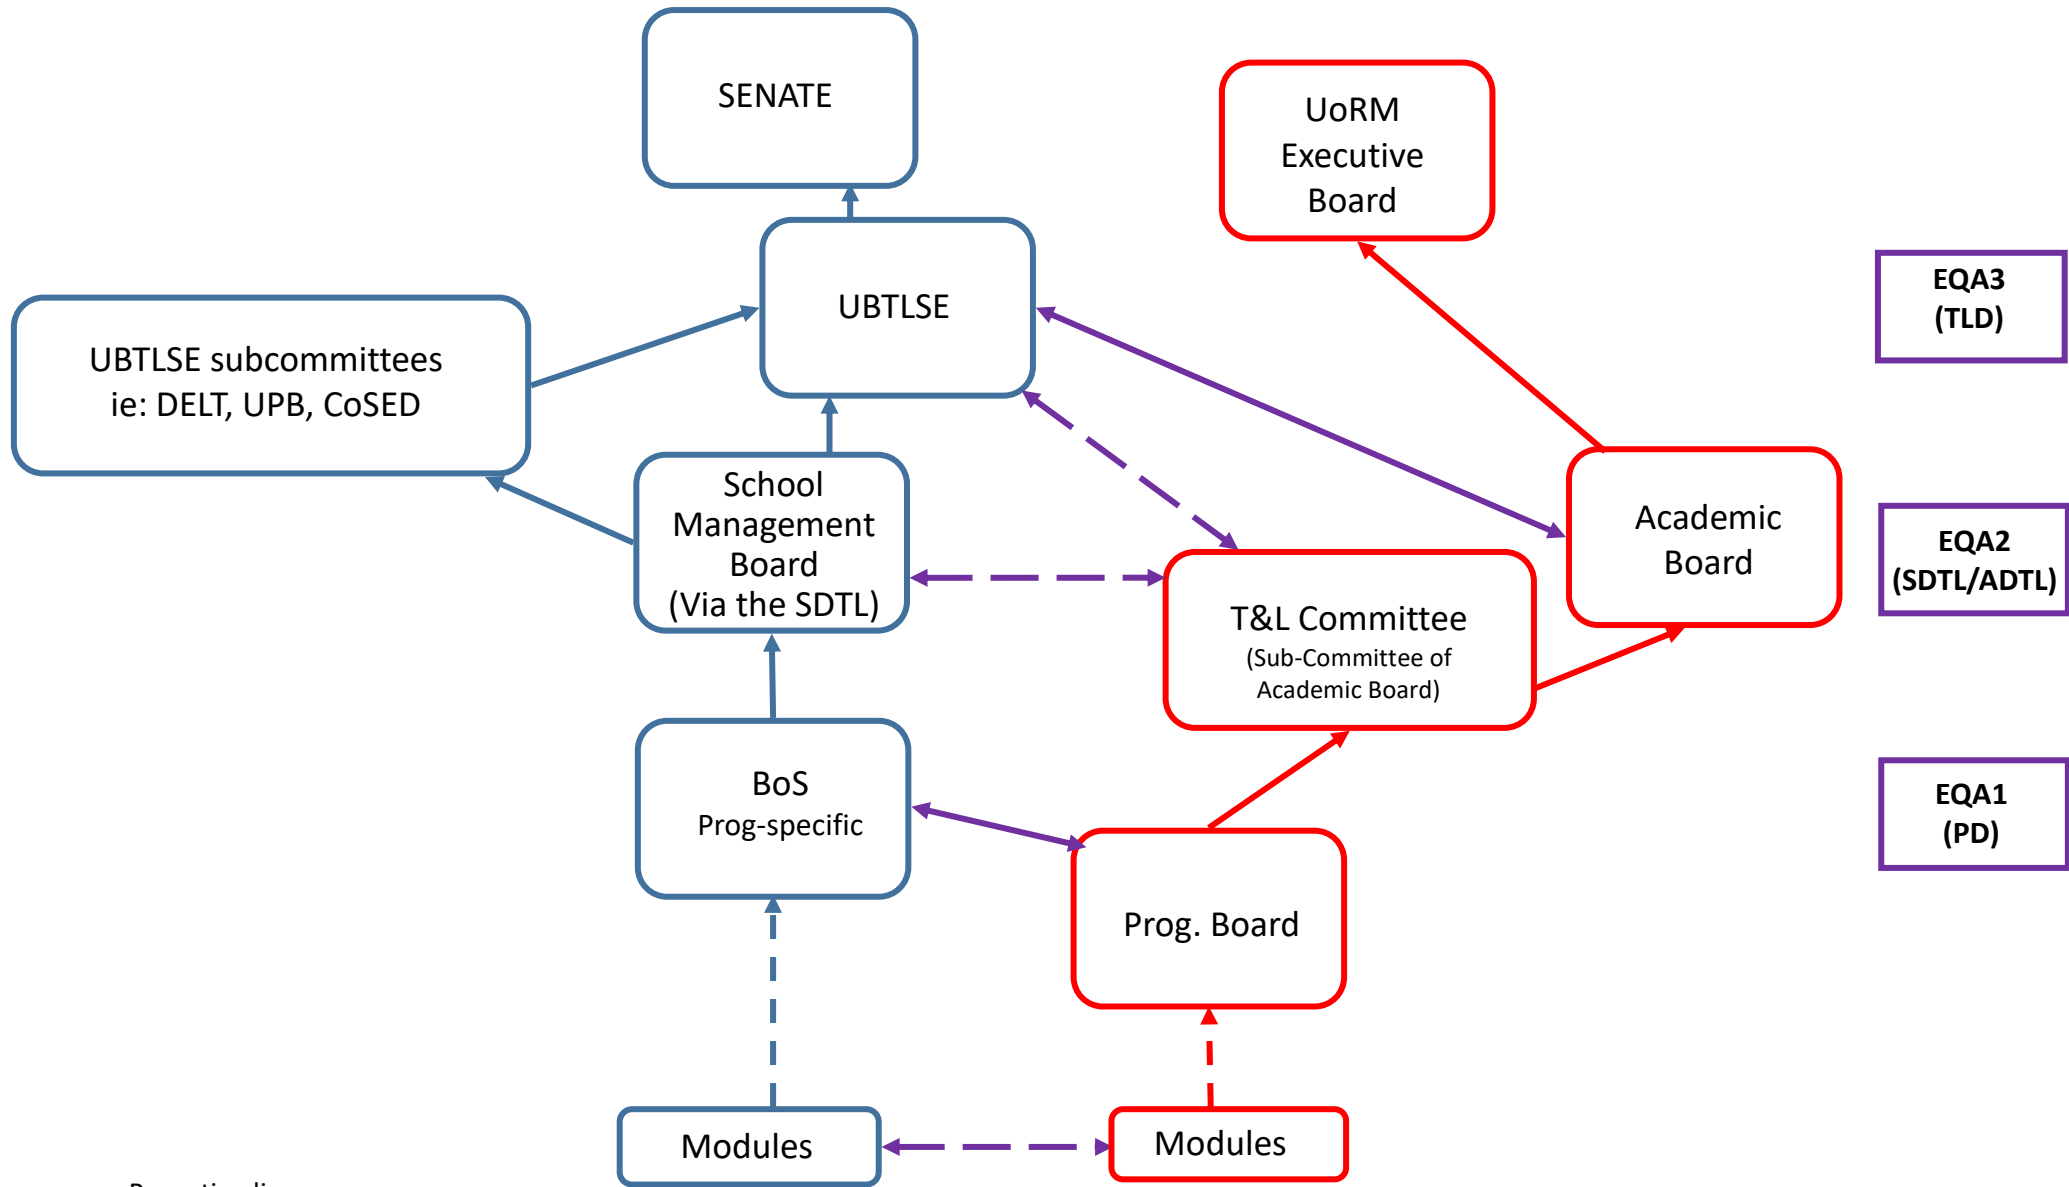 SENATE
UoRM
Executive
Board
UBTLSE
EQA3
(TLD)
UBTLSE subcommittees
ie: DELT, UPB, CoSED
School
Management
Board
(Via the SDTL)
Academic
Board
EQA2
(SDTL/ADTL)
T&L Committee
(Sub-Committee of
Academic Board)
BoS
Prog-specific
EQA1
(PD)
Prog. Board
Modules
Modules